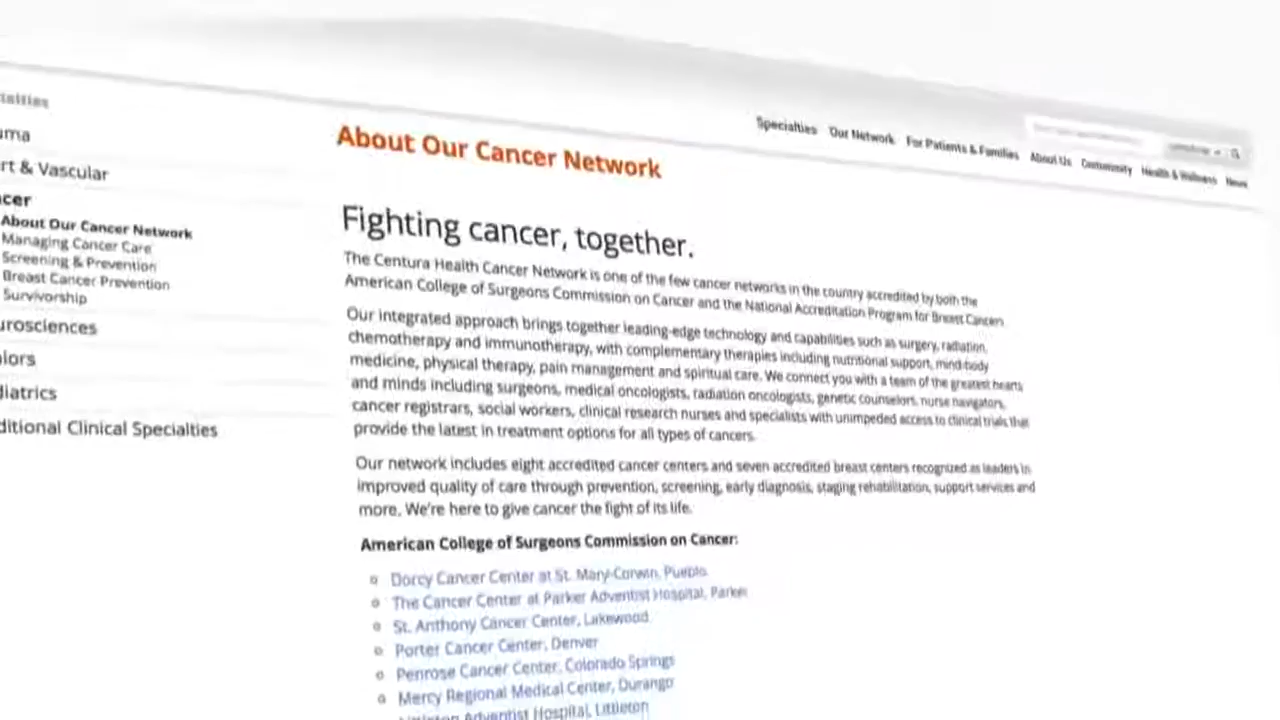 Specialties Our Network For Patients & Families About Us Community Health & Wellness News
About Our Cancer Network
rt & Vascular
About Our Cancer Network
Managing Cancer Care
Screening & Prevention
Breast Cancer Prevention
Survivorship
urosciences
diatrics
ditional Clinical Specialties
Fighting cancer, together.
The Centura Health Cancer Network is one of the few cancer networks in the country accredited by both the
American College of Surgeons Commission on Cancer and the National Accreditation Program for Breast Cancers
Our integrated approach brings together leading-edge technology and capabilities such as surgery, radiation,
chemotherapy and immunotherapy, with complementary therapies including nutritional support, mind-body
medicine, physical therapy, pain management and spiritual care. We connect you with a team of the greatest hearts
and minds including surgeons, medical oncologists, radiation oncologists, genetic counselors, nurse navigators,
cancer registrars, social workers, clinical research nurses and specialists with unimpeded access to clinical trials that
provide the latest in treatment options for all types of cancers.
Our network includes eight accredited cancer centers and seven accredited breast centers recognized as leaders in
improved quality of care through prevention, screening, early diagnosis, staging rehabilitation, support services and
more. We're here to give cancer the fight of its life.
American College of Surgeons Commission on Cancer:
Dorcy Cancer Center at St. Mary-Corwin, Pueblo
The Cancer Center at Parker Adventist Hospital, Parker
St. Anthony Cancer Center, Lakewood
Porter Cancer Center, Denver
Penrose Cancer Center, Colorado Springs
Mercy Regional Medical Center, Durango
Littleton Adventist Hospital, Littleton